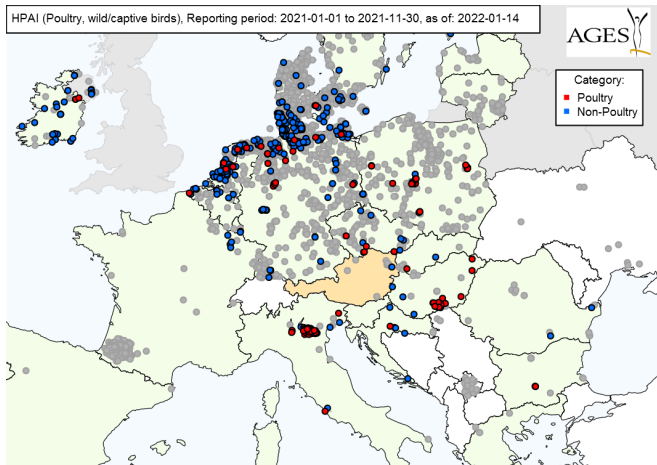 HPAI (Poultry, wild/captive birds), Reporting period: 2021-01-01 to 2021-11-30, as of: 2022-01-14
AGES
Category:
Poultry
Non-Poultry